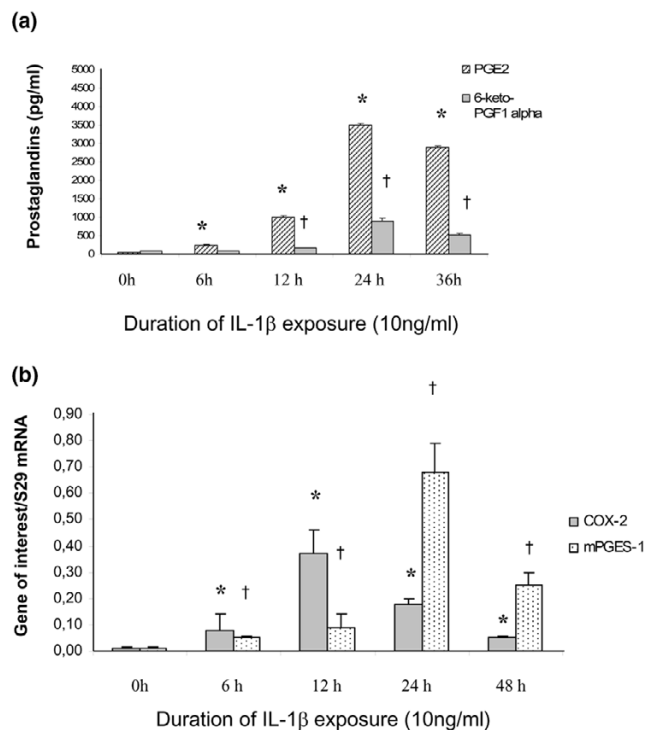 (a)
Prostaglandins (pg/ml)
5000
4500
4000
3500
3000
2500
2000
1500
1000
500
0
PGE2
6-keto-
PGF1 alpha
*
*
†
*
†
*
†
0h
6h
12 h
24 h
36h
Duration of IL-1β exposure (10ng/ml)
(b)
Gene of interest/S29 mRNA
0,90
0,80
0,70
0,60
0,50
0,40
0,30
0,20
0,10
0,00
COX-2
mPGES-1
*
†
*
†
*
†
*
†
0h
6 h
12 h
24 h
48 h
Duration of IL-1β exposure (10ng/ml)